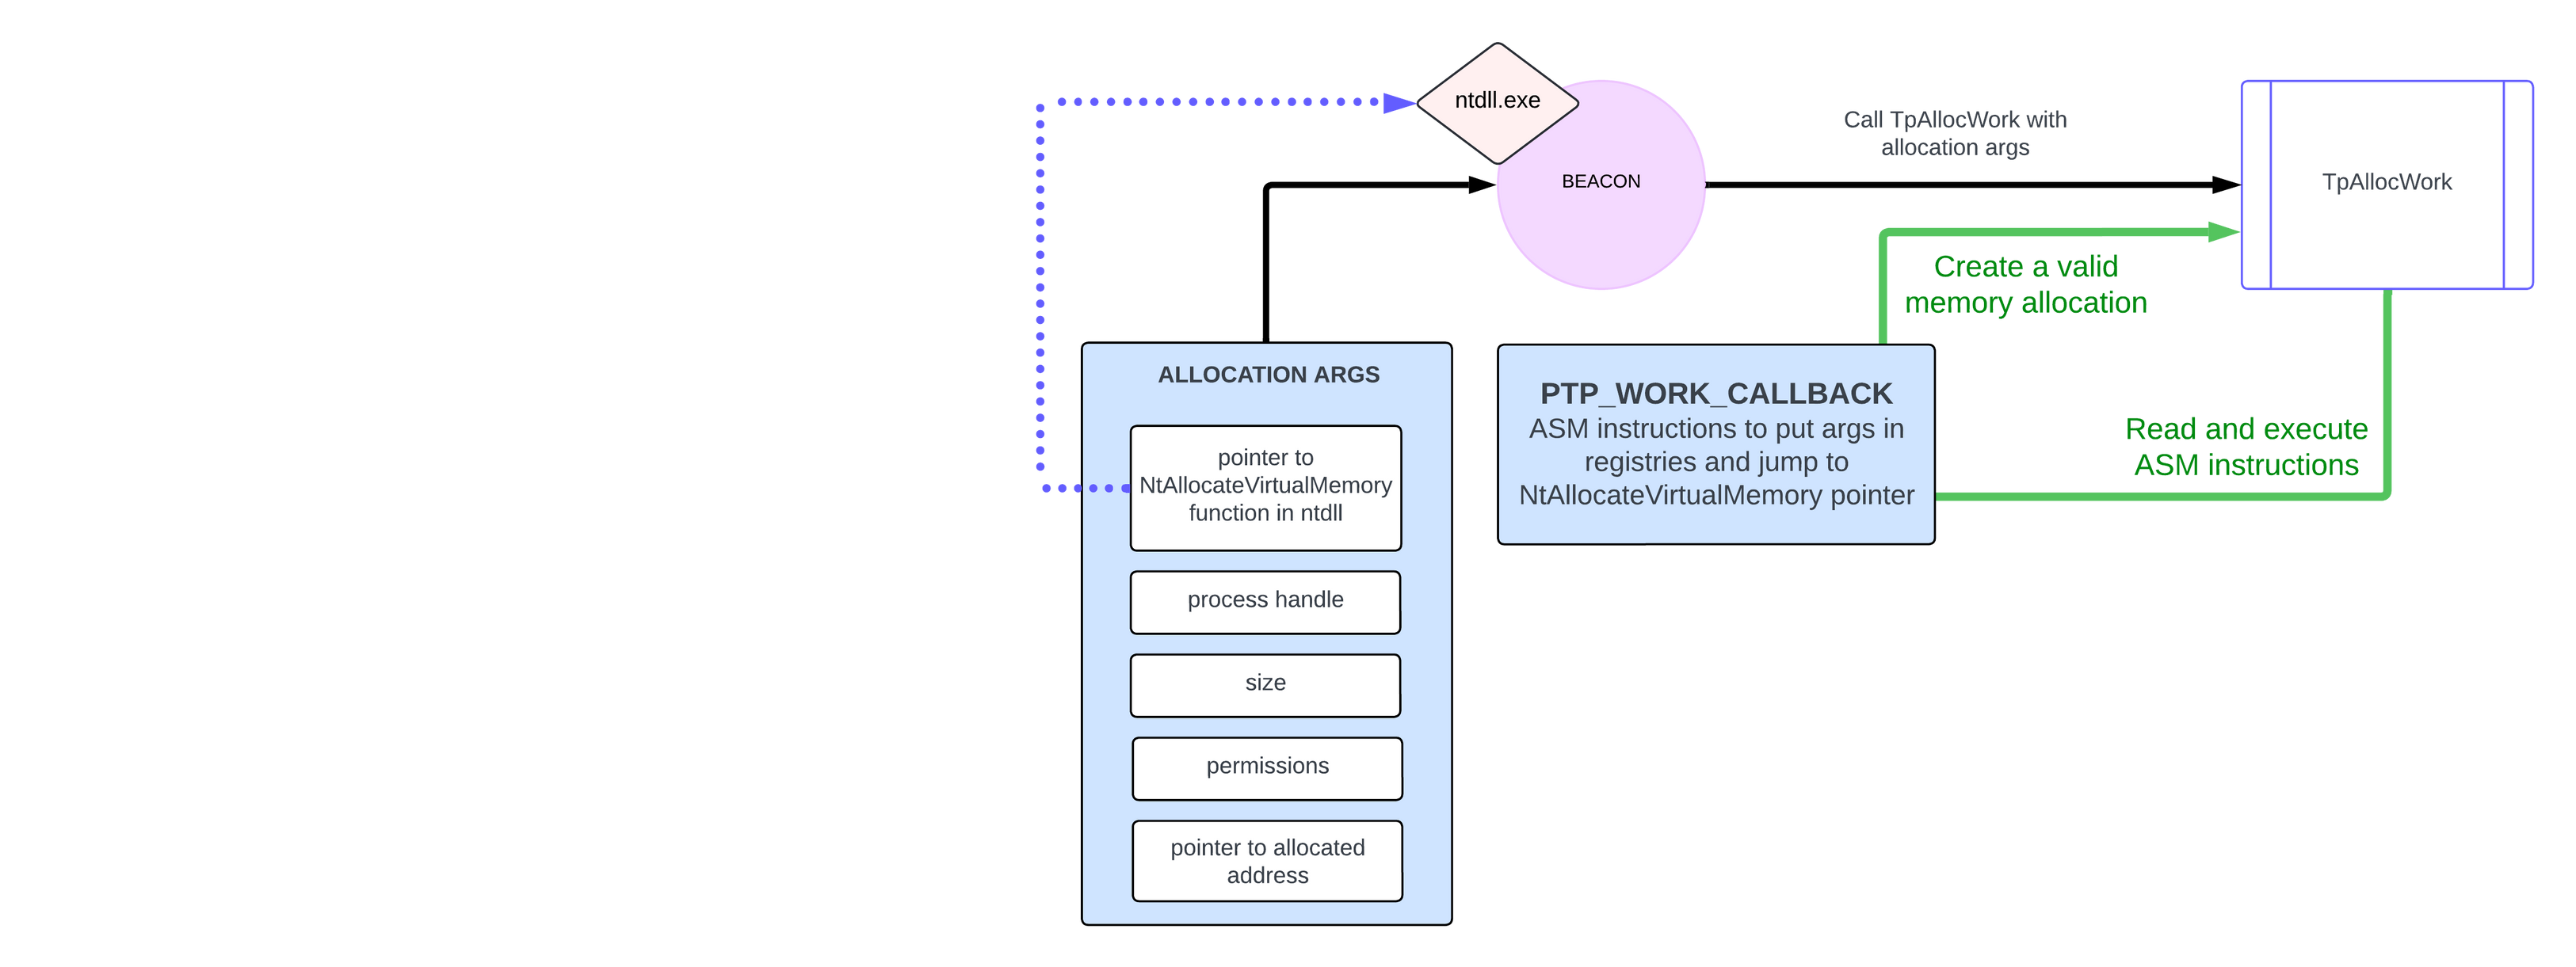 ntdll.exe
BEACON
Call TpAllocWork with
allocation args
TpAllocWork
Create a valid
memory allocation
ALLOCATION ARGS
pointer to
NtAllocateVirtualMemory
function in ntdll
process handle
size
permissions
pointer to allocated
address
PTP_WORK_CALLBACK
ASM instructions to put args in
registries and jump to
NtAllocateVirtualMemory pointer
Read and execute
ASM instructions